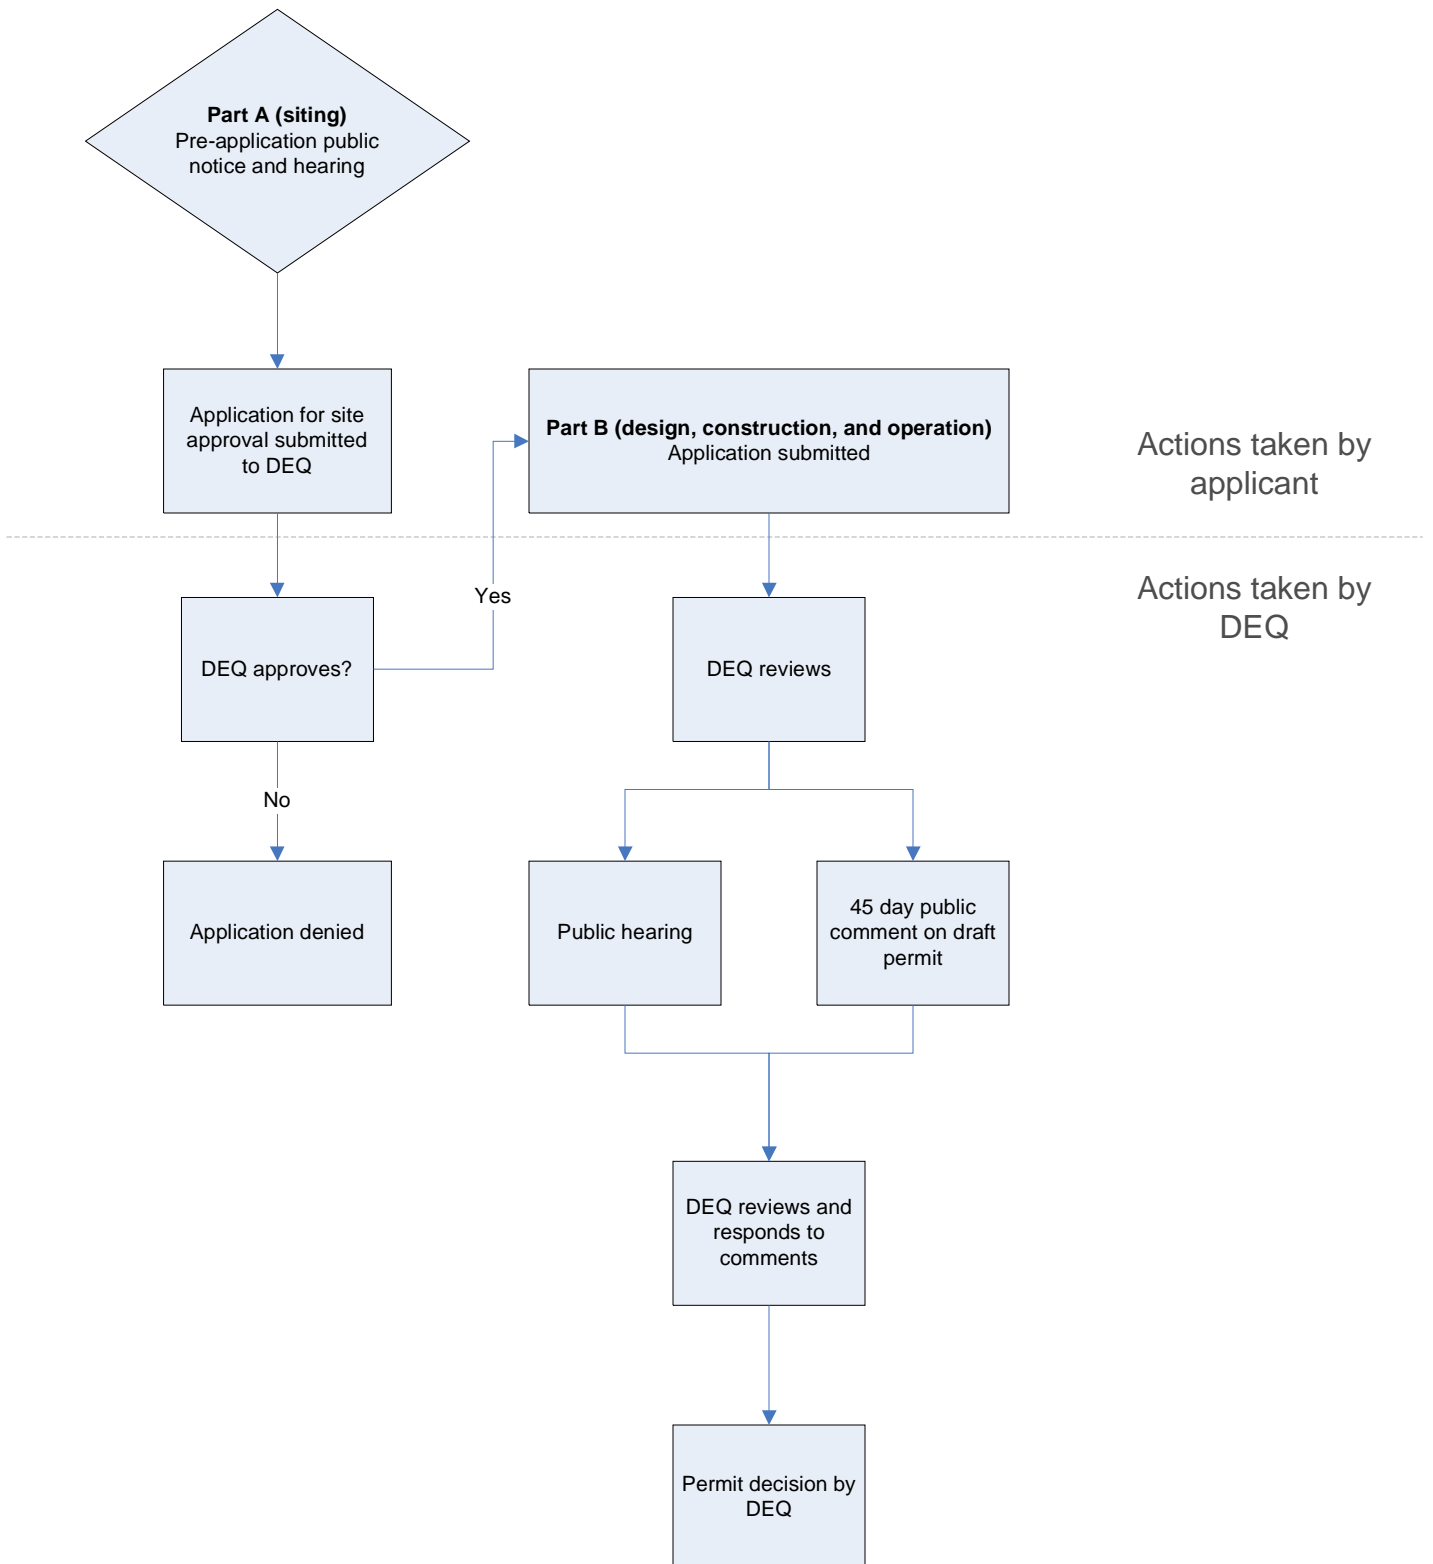 Part A (siting)
Pre-application public
notice and hearing
Application for site
approval submitted
to DEQ
Part B (design, construction, and operation)
Application submitted
Actions taken by
applicant
Actions taken by
DEQ
Yes
DEQ approves?
DEQ reviews
No
Application denied
Public hearing
45 day public
comment on draft
permit
DEQ reviews and
responds to
comments
Permit decision by
DEQ